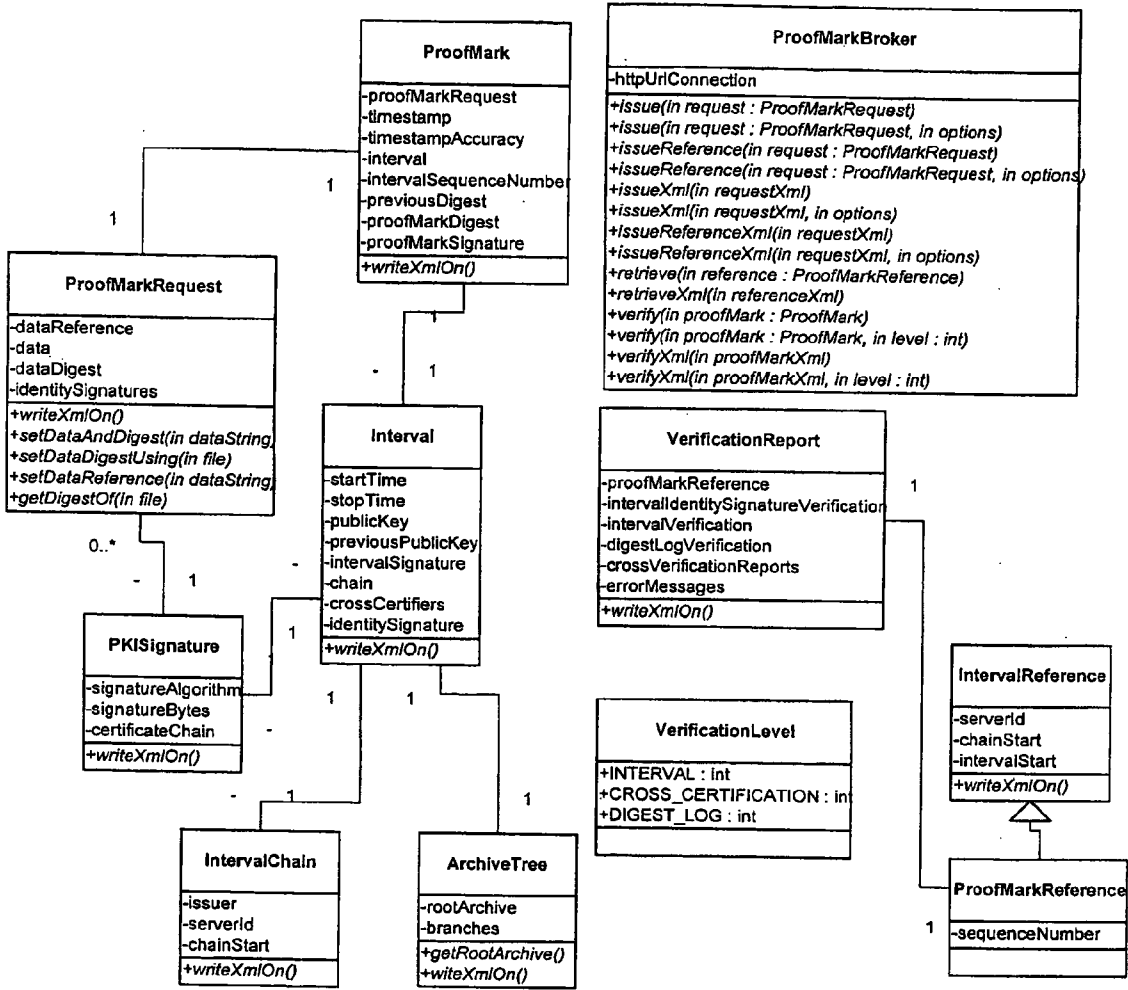 ProofMark
-proofMarkRequest
-timestamp
-timestampAccuracy
-interval
-intervalSequenceNumber
-previousDigest
-proofMarkDigest
-proofMarkSignature
+writeXmlOn()
1
1
ProofMarkBroker
-httpUrlConnection
+issue(in request : ProofMarkRequest)
+issue(in request : ProofMarkRequest, in options)
+issueReference(in request : ProofMarkRequest)
+issueReference(in request : ProofMarkRequest, in options)
+issueXml(in requestXml)
+issueXml(in requestXml, in options)
+issueReferenceXml(in requestXml)
+issueReferenceXml(in requestXml, in options)
+retrieve(in reference : ProofMarkReference)
+retrieveXml(in referenceXml)
+verify(in proofMark : ProofMark)
+verify(in proofMark : ProofMark, in level : int)
+verifyXml(in proofMarkXml)
+verifyXml(in proofMarkXml, in level : int)
ProofMarkRequest
-dataReference
-data
-dataDigest
-identitySignatures
+writeXmlOn()
+setDataAndDigest(in dataString)
+setDataDigestUsing(in file)
+setDataReference(in dataString)
+getDigestOf(in file)
0..*
-
1
1
-
1
Interval
-startTime
-stopTime
-publicKey
-previousPublicKey
-intervalSignature
-chain
-crossCertifiers
-identitySignature
+writeXmlOn()
-
1
-
1
1
VerificationReport
-proofMarkReference
-intervalIdentitySignatureVerification
-intervalVerification
-digestLogVerification
-crossVerificationReports
-errorMessages
+writeXmlOn()
1
PKISignature
-signatureAlgorithm
-signatureBytes
-certificateChain
+writeXmlOn()
-
1
1
VerificationLevel
+INTERVAL : int
+CROSS_CERTIFICATION : int
+DIGEST_LOG : int
IntervalReference
-serverId
-chainStart
-intervalStart
+writeXmlOn()
IntervalChain
-issuer
-serverId
-chainStart
+writeXmlOn()
ArchiveTree
-rootArchive
-branches
+getRootArchive()
+witeXmlOn()
ProofMarkReference
-sequenceNumber
1